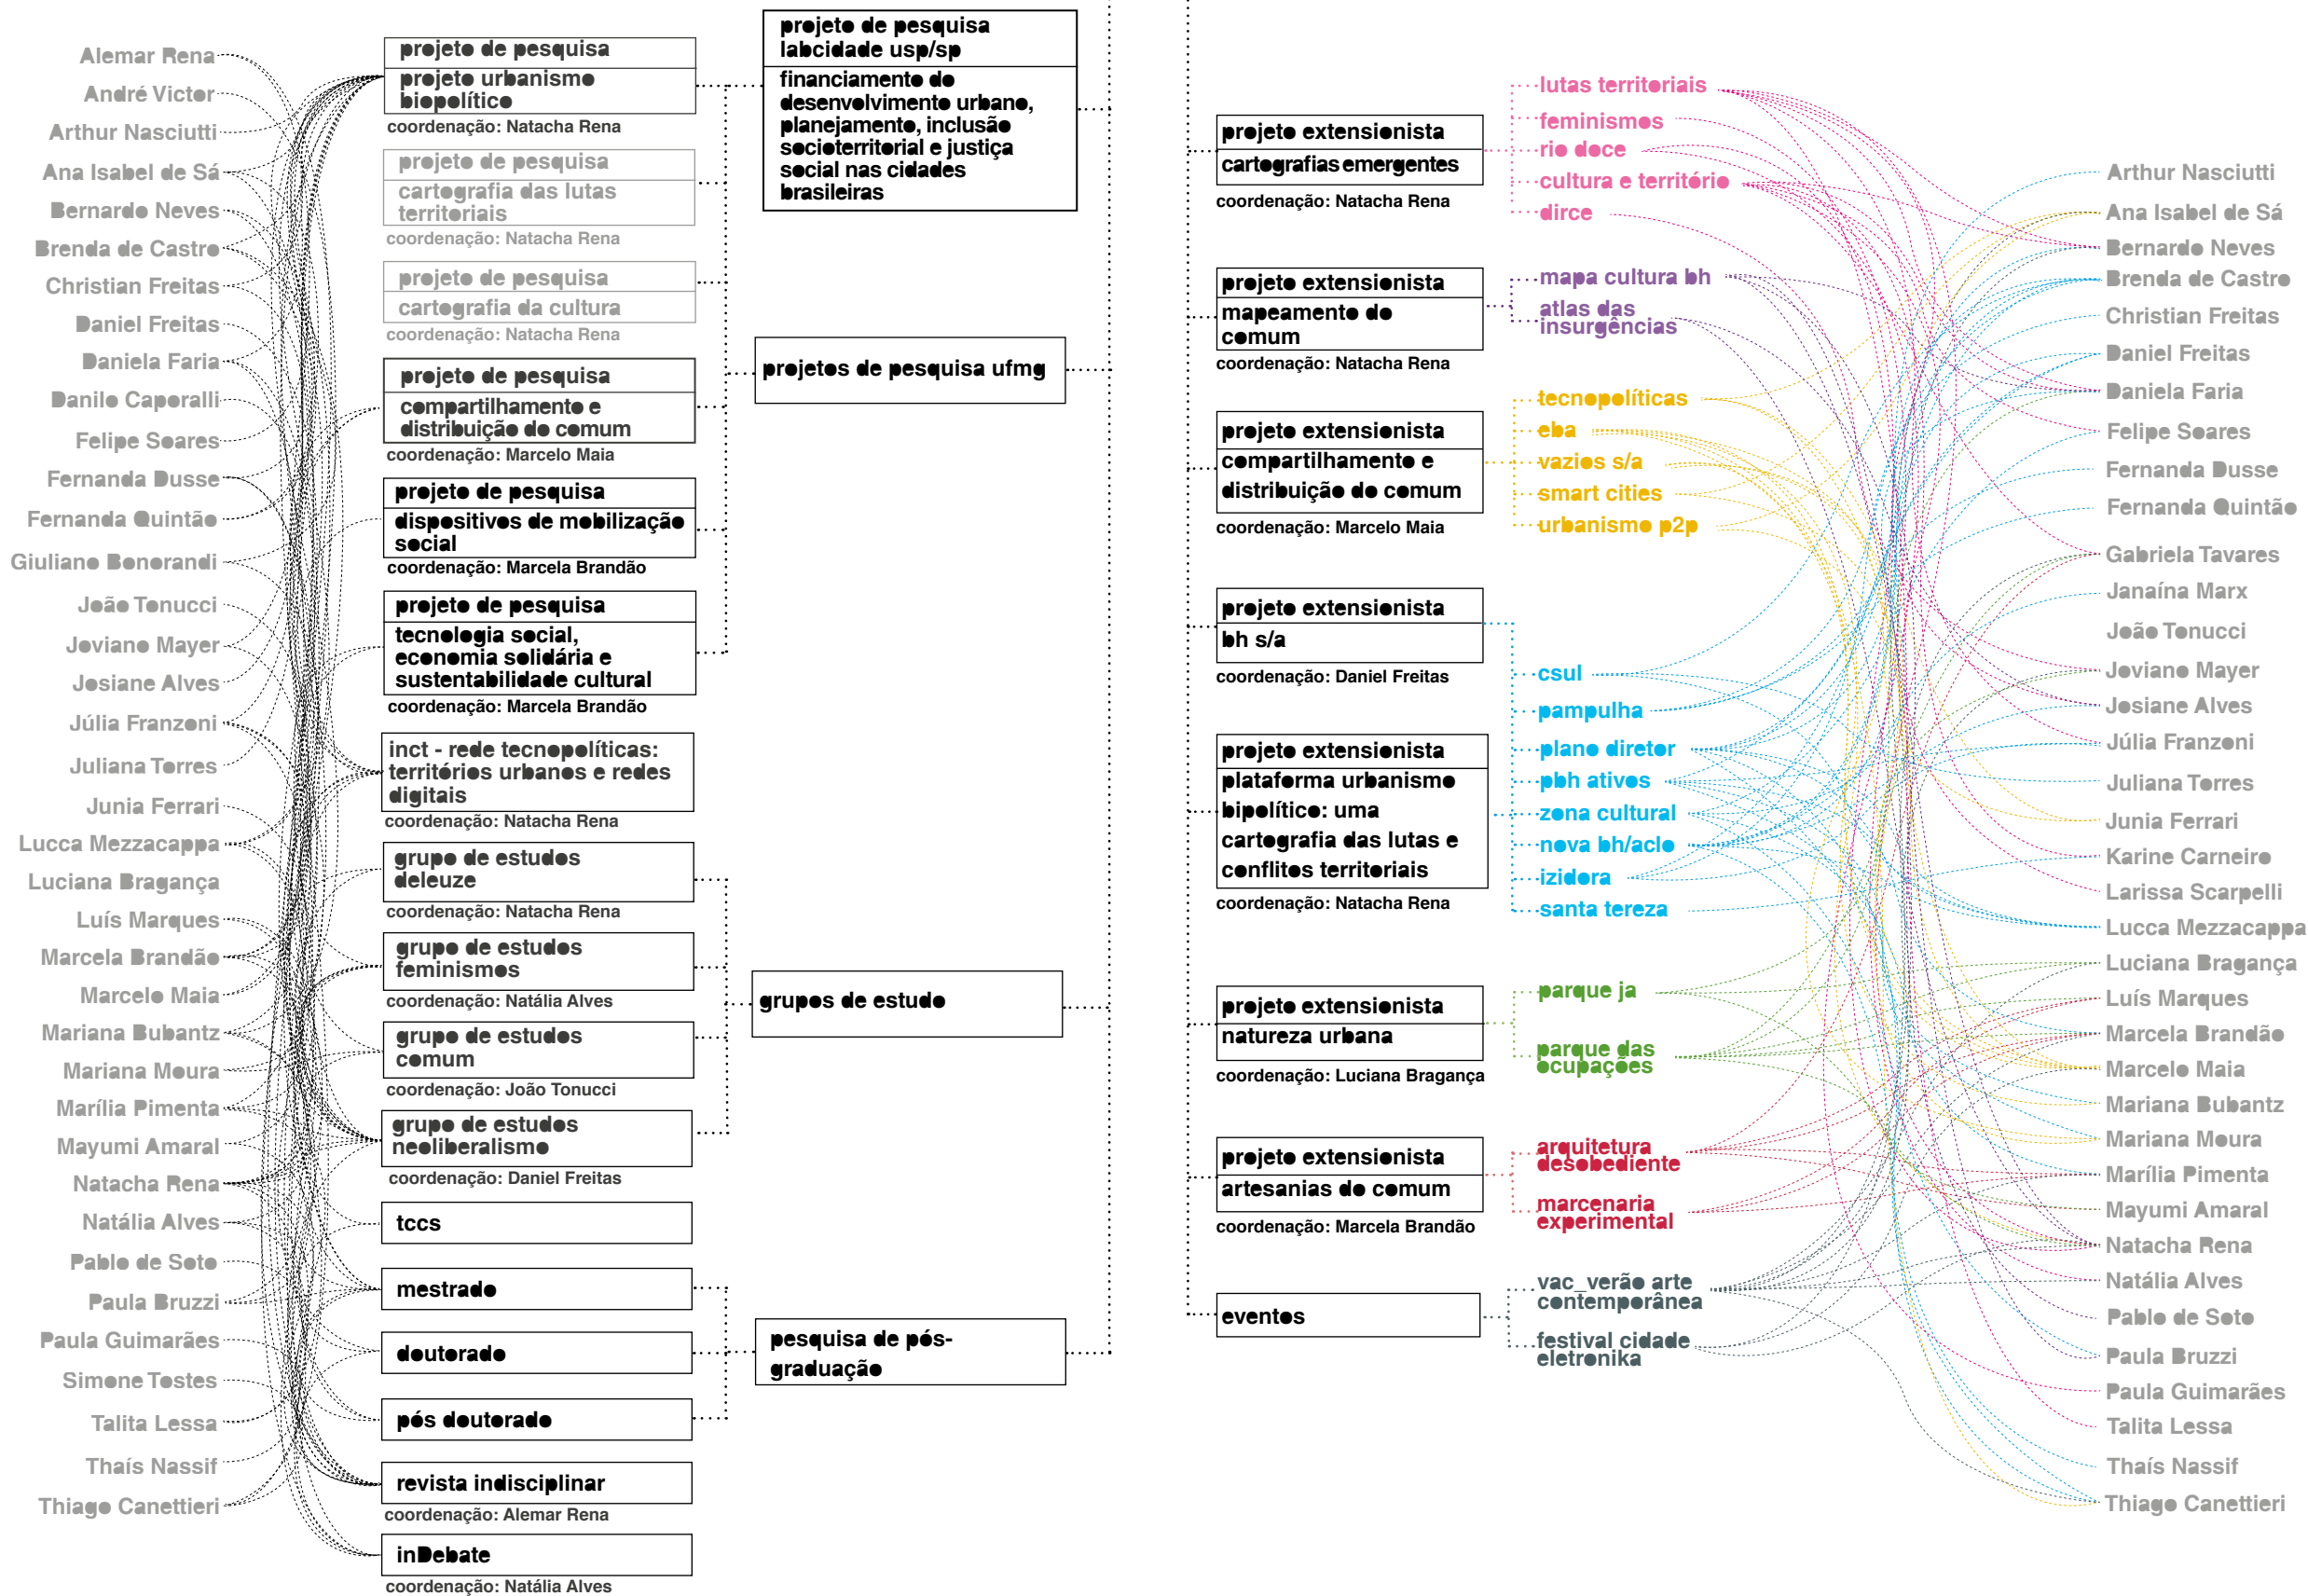 Alemar Rena
André Victor
Arthur Nasciutti
Ana Isabel de Sá
Bernardo Neves
Brenda de Castro
Christian Freitas
Daniel Freitas
Daniela Faria
Danilo Caporalli
Felipe Soares
Fernanda Dusse
Fernanda Quintão
Giuliano Bonorandi
João Tonucci
Joviano Mayer
Josiane Alves
Júlia Franzoni
Juliana Torres
Junia Ferrari
Lucca Mezzacappa
Luciana Bragança
Luís Marques
Marcela Brandão
Marcelo Maia
Mariana Bubantz
Mariana Moura
Marília Pimenta
Mayumi Amaral
Natacha Rena
Natália Alves
Pablo de Soto
Paula Bruzzi
Paula Guimarães
Simone Tostes
Talita Lessa
Thaís Nassif
Thiago Canettieri
projeto de pesquisa
projeto urbanismo
biopolítico
coordenação: Natacha Rena
projeto de pesquisa
cartografia das lutas
territoriais
coordenação: Natacha Rena
projeto de pesquisa
cartografia da cultura
coordenação: Natacha Rena
projeto de pesquisa
compartilhamento e
distribuição do comum
coordenação: Marcelo Maia
projeto de pesquisa
dispositivos de mobilização
social
coordenação: Marcela Brandão
projeto de pesquisa
tecnologia social,
economia solidária e
sustentabilidade cultural
coordenação: Marcela Brandão
inct - rede tecnopolíticas:
territórios urbanos e redes
digitais
coordenação: Natacha Rena
grupo de estudos
deleuze
coordenação: Natacha Rena
grupo de estudos
feminismos
coordenação: Natália Alves
grupo de estudos
comum
coordenação: João Tonucci
grupo de estudos
neoliberalismo
coordenação: Daniel Freitas
tccs
mestrado
doutorado
pós doutorado
revista indisciplinar
coordenação: Alemar Rena
inDebate
coordenação: Natália Alves
projeto de pesquisa
labcidade usp/sp
financiamento do
desenvolvimento urbano,
planejamento, inclusão
socioterritorial e justiça
social nas cidades
brasileiras
projetos de pesquisa ufmg
grupos de estudo
pesquisa de pós-
graduação
projeto extensionista
cartografias emergentes
coordenação: Natacha Rena
projeto extensionista
mapeamento do
comum
coordenação: Natacha Rena
projeto extensionista
compartilhamento e
distribuição do comum
coordenação: Marcelo Maia
projeto extensionista
bh s/a
coordenação: Daniel Freitas
projeto extensionista
plataforma urbanismo
bipolítico: uma
cartografia das lutas e
conflitos territoriais
coordenação: Natacha Rena
projeto extensionista
natureza urbana
coordenação: Luciana Bragança
projeto extensionista
artesanias do comum
coordenação: Marcela Brandão
eventos
lutas territoriais
feminismos
rio doce
cultura e território
dirce
mapa cultura bh
atlas das
insurgências
tecnopolíticas
eba
vazios s/a
smart cities
urbanismo p2p
csul
pampulha
plano diretor
pbh ativos
zona cultural
nova bh/aclo
izidora
santa tereza
parque ja
parque das
ocupações
arquitetura
desobediente
marcenaria
experimental
vac_verão arte
contemporânea
festival cidade
eletronika
Arthur Nasciutti
Ana Isabel de Sá
Bernardo Neves
Brenda de Castro
Christian Freitas
Daniel Freitas
Daniela Faria
Felipe Soares
Fernanda Dusse
Fernanda Quintão
Gabriela Tavares
Janaína Marx
João Tonucci
Joviano Mayer
Josiane Alves
Júlia Franzoni
Juliana Torres
Junia Ferrari
Karine Carneiro
Larissa Scarpelli
Lucca Mezzacappa
Luciana Bragança
Luís Marques
Marcela Brandão
Marcelo Maia
Mariana Bubantz
Mariana Moura
Marília Pimenta
Mayumi Amaral
Natacha Rena
Natália Alves
Pablo de Soto
Paula Bruzzi
Paula Guimarães
Talita Lessa
Thaís Nassif
Thiago Canettieri